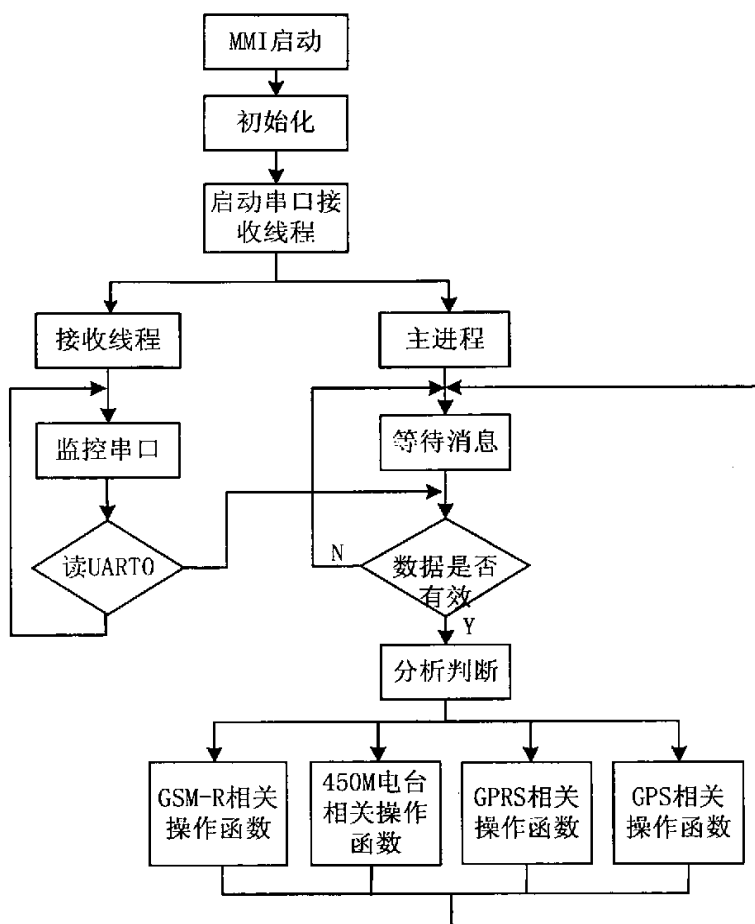 MMI启动
初始化
启动串口接
收线程
接收线程
主进程
监控串口
等待消息
读UART0
N
数据是否
有效
Y
分析判断
GSM-R相关
操作函数
450M电台
相关操作
函数
GPRS相关
操作函数
GPS相关
操作函数